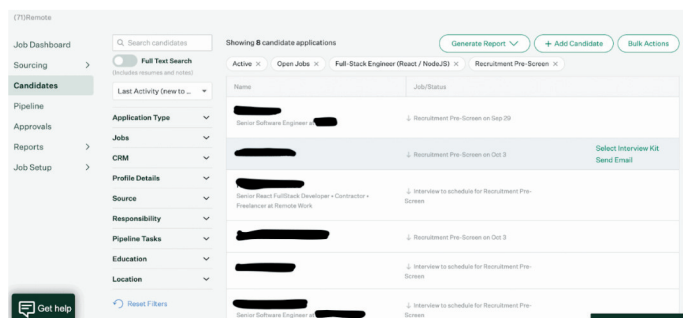 (71)Remote
Job Dashboard
Sourcing
Candidates
Pipeline
Approvals
Reports
Job Setup
Get help
Search candidates
Full Text Search
(Includes resumes and notes)
Last Activity (new to ...
Application Type
Jobs
CRM
Profile Details
Source
Responsibility
Pipeline Tasks
Education
Location
Reset Filters
Showing 8 candidate applications
Generate Report
+ Add Candidate
Bulk Actions
Active ×
Open Jobs ×
Full-Stack Engineer (React / NodeJS) ×
Recruitment Pre-Screen ×
Name
Job/Status
Senior Software Engineer at
↓ Recruitment Pre-Screen on Sep 29
↓ Recruitment Pre-Screen on Oct 3
Select Interview Kit
Send Email
Senior React FullStack Developer • Contractor •
Freelancer at Remote Work
↓ Interview to schedule for Recruitment Pre-
Screen
↓ Recruitment Pre-Screen on Oct 3
↓ Interview to schedule for Recruitment Pre-
Screen
Senior Software Engineer at
↓ Interview to schedule for Recruitment Pre-
Screen